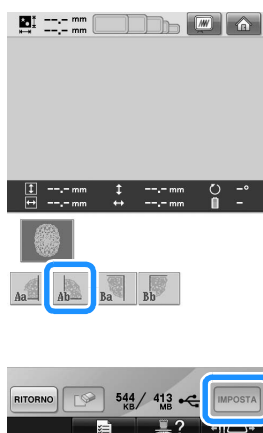 --.- mm
--.- mm
--.- mm --.- mm -°
--.- mm --.- mm -
Aa Ab Ba Bb
RITORNO 544 KB / 413 MB IMPOSTA
?